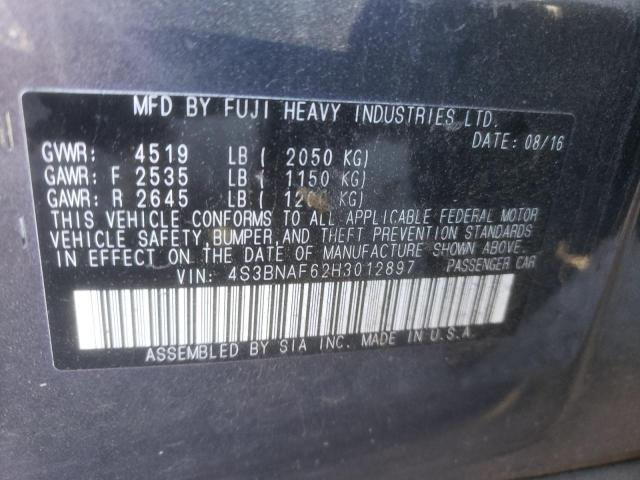 MFD BY FUJI HEAVY INDUSTRIES LTD.
DATE: 08/16
GVWR: 4519 LB ( 2050 KG)
GAWR: F 2535 LB ( 1150 KG)
GAWR: R 2645 LB ( KG)
THIS VEHICLE CONFORMS TO ALL APPLICABLE FEDERAL MOTOR
VEHICLE SAFETY, BUMPER, AND THEFT PREVENTION STANDARDS
IN EFFECT ON THE DATE OF MANUFACTURE SHOWN ABOVE.
VIN: 4S3BNAF62H3012897 PASSENGER CAR
ASSEMBLED BY SIA INC. MADE IN U.S.A.